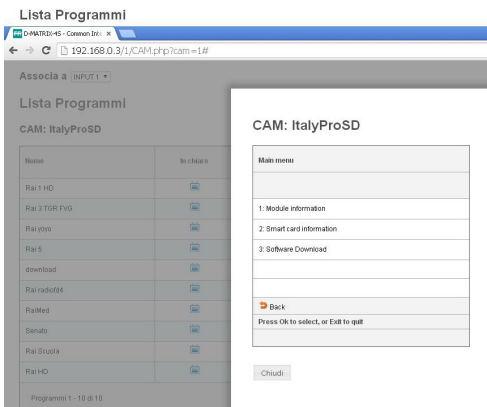 Lista Programmi
D-MATRIX-4S - Common Inte
192.168.0.3/1/CAM.php?cam=1#
Associa a INPUT 1
Lista Programmi
CAM: ItalyProSD
Nome In chiaro
Rai 1 HD
Rai 3 TGR FVG
Rai yoyo
Rai 5
download
Rai radiofd4
RaiMed
Senato
Rai Scuola
Rai HD
Programmi 1 - 10 di 10
CAM: ItalyProSD
Main menu
1: Module information
2: Smart card information
3: Software Download
Back
Press Ok to select, or Exit to quit
Chiudi